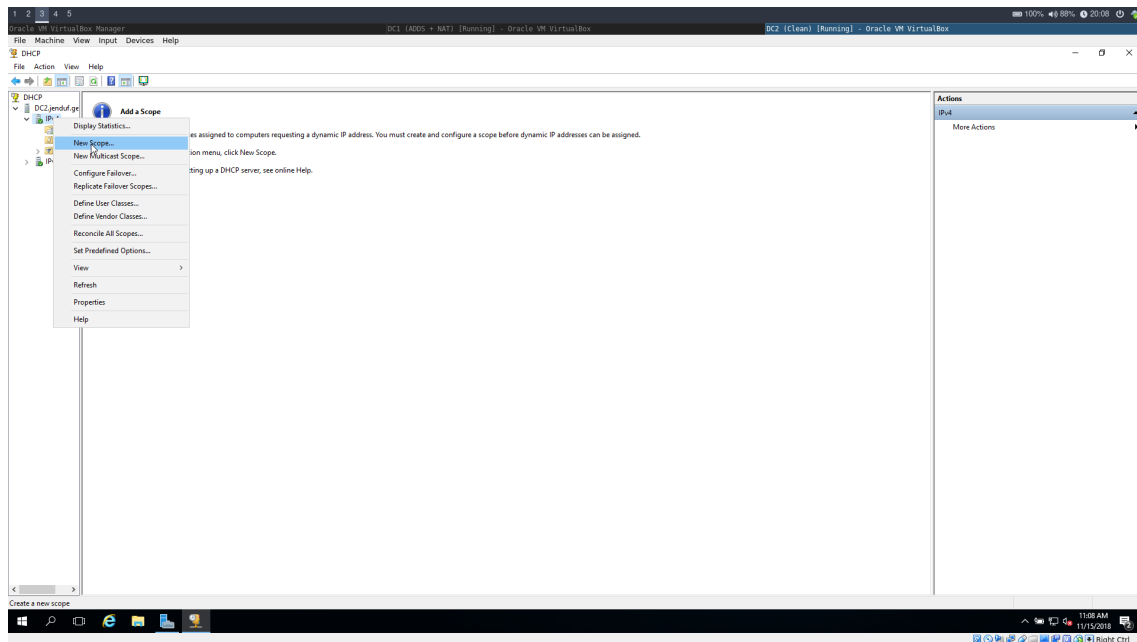 1 2 3 4 5
100% 88% 20:08
Oracle VM VirtualBox Manager
DC1 (ADDS + NAT) [Running] - Oracle VM VirtualBox
DC2 (Clean) [Running] - Oracle VM VirtualBox
File Machine View Input Devices Help
DHCP
File Action View Help
DHCP
DC2.jenduf.ge
IPv4
Add a Scope
Display Statistics...
es assigned to computers requesting a dynamic IP address. You must create and configure a scope before dynamic IP addresses can be assigned.
New Scope...
ion menu, click New Scope.
New Multicast Scope...
IP
tting up a DHCP server, see online Help.
Configure Failover...
Replicate Failover Scopes...
Define User Classes...
Define Vendor Classes...
Reconcile All Scopes...
Set Predefined Options...
View
Refresh
Properties
Help
Actions
IPv4
More Actions
Create a new scope
11:08 AM
11/15/2018
2
Right Ctrl